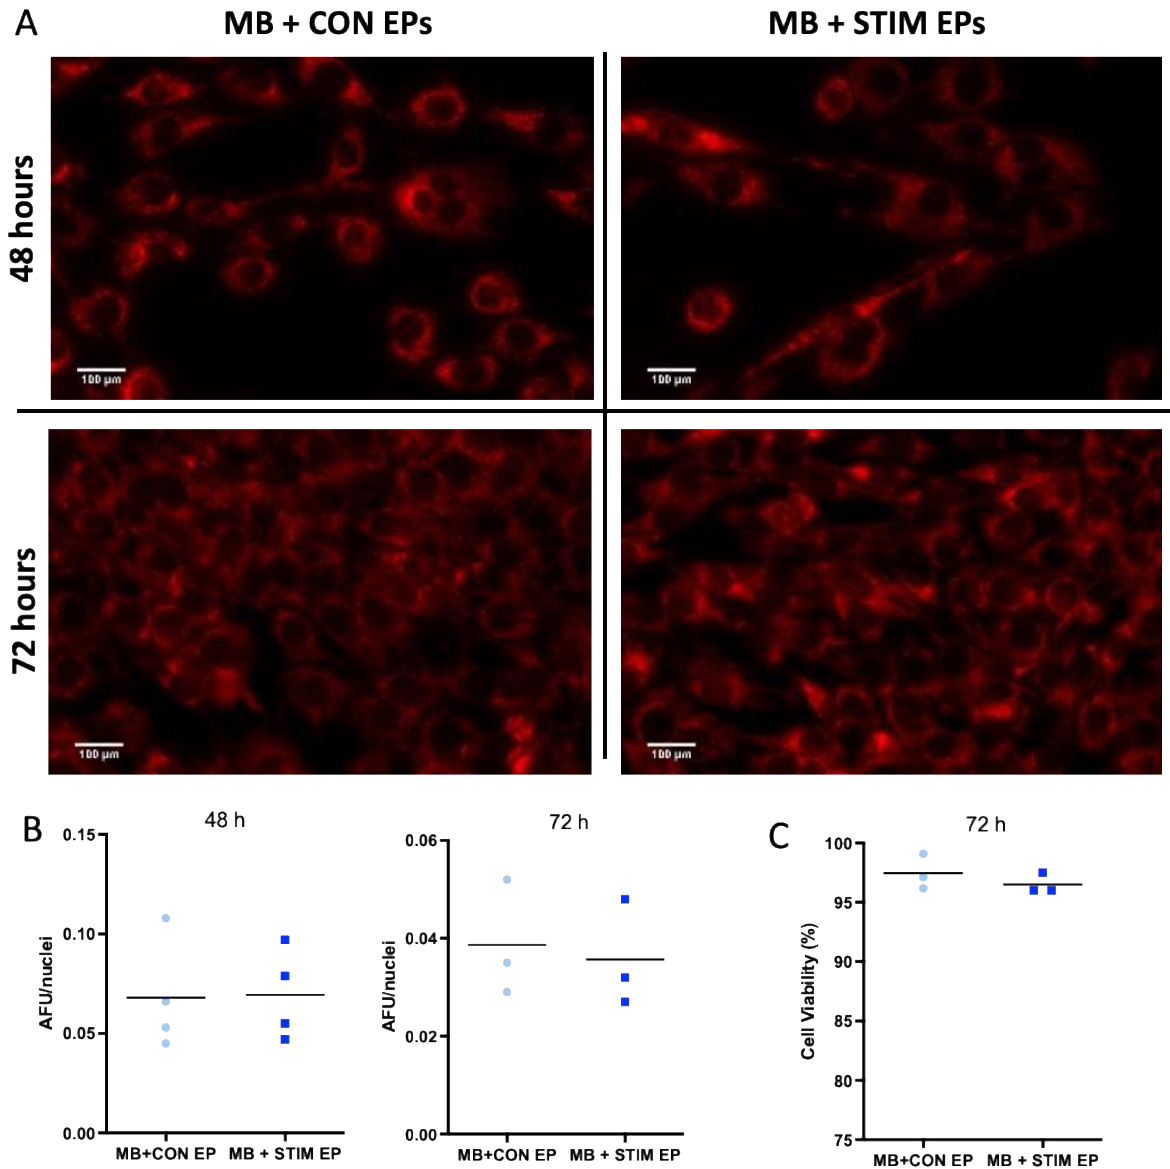 A
MB + CON EPs
MB + STIM EPs
48 hours
100 µm
100 µm
72 hours
100 µm
100 µm
B
48 h
0.15
0.10
0.05
0.00
AFU/nuclei
MB+CON EP
MB + STIM EP
72 h
0.06
0.04
0.02
0.00
AFU/nuclei
MB+CON EP
MB + STIM EP
C
72 h
100
95
90
85
80
75
Cell Viability (%)
MB+CON EP
MB + STIM EP